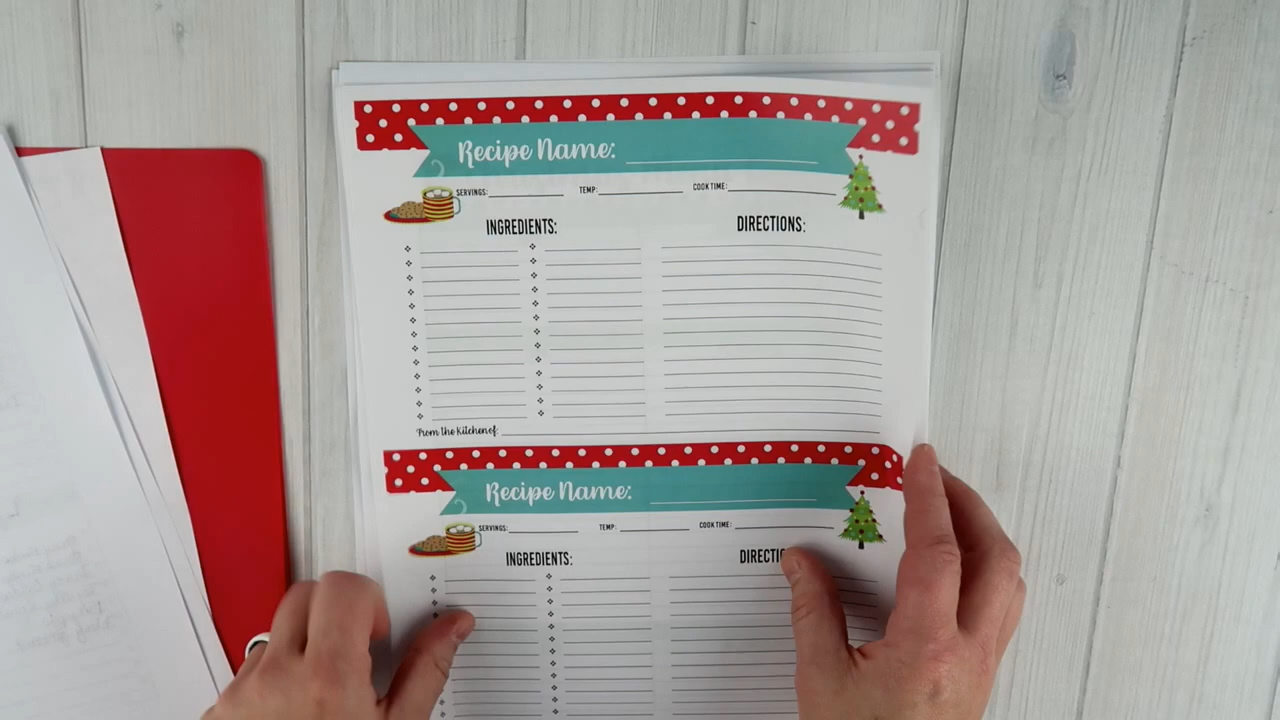 Recipe Name:
SERVINGS: TEMP: COOK TIME:
INGREDIENTS: DIRECTIONS:
From the Kitchen of:
Recipe Name:
SERVINGS: TEMP: COOK TIME:
INGREDIENTS: